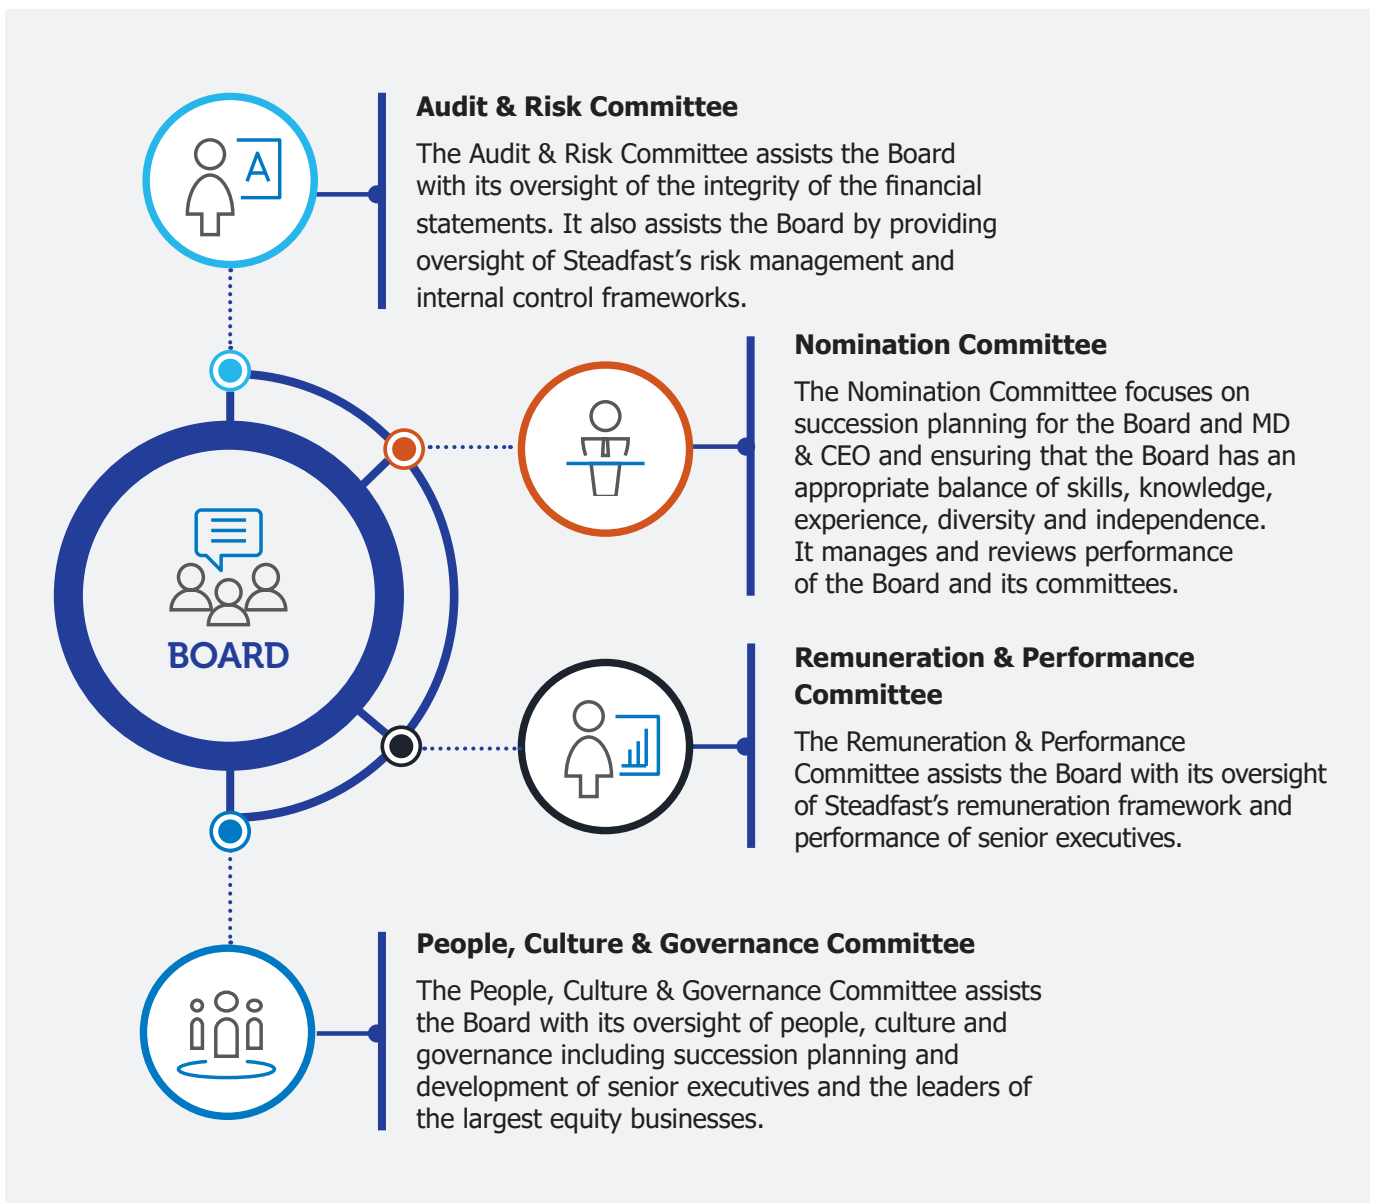 Audit & Risk Committee
The Audit & Risk Committee assists the Board
with its oversight of the integrity of the financial
statements. It also assists the Board by providing
oversight of Steadfast’s risk management and
internal control frameworks.
A
Nomination Committee
The Nomination Committee focuses on
succession planning for the Board and MD
& CEO and ensuring that the Board has an
appropriate balance of skills, knowledge,
experience, diversity and independence.
It manages and reviews performance
of the Board and its committees.
BOARD
Remuneration & Performance
Committee
The Remuneration & Performance
Committee assists the Board with its oversight
of Steadfast’s remuneration framework and
performance of senior executives.
People, Culture & Governance Committee
The People, Culture & Governance Committee assists
the Board with its oversight of people, culture and
governance including succession planning and
development of senior executives and the leaders of
the largest equity businesses.